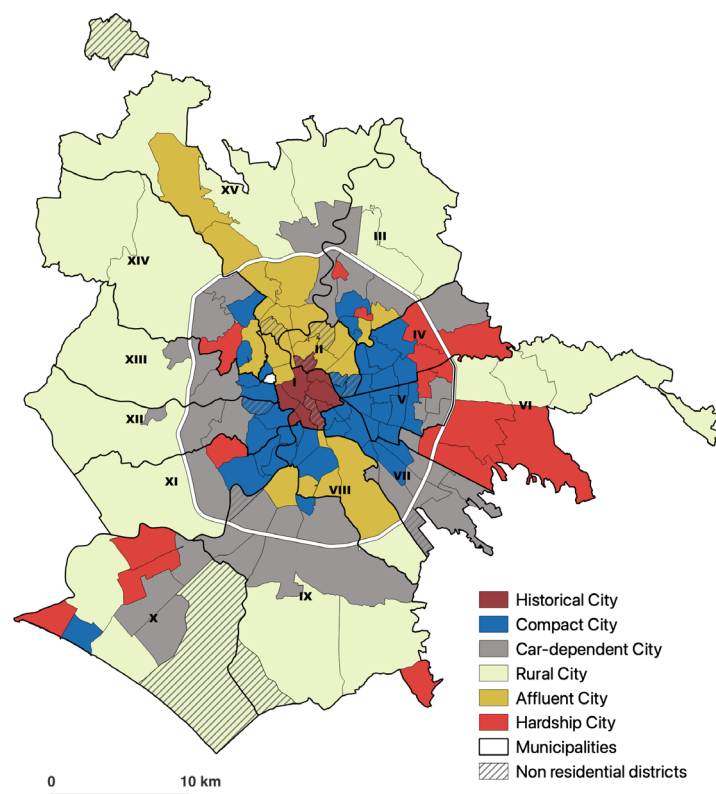 XV
III
XIV
IV
XIII
II
I
V
VI
XII
VII
XI
VIII
IX
X
Historical City
Compact City
Car-dependent City
Rural City
Affluent City
Hardship City
Municipalities
Non residential districts
0 10 km